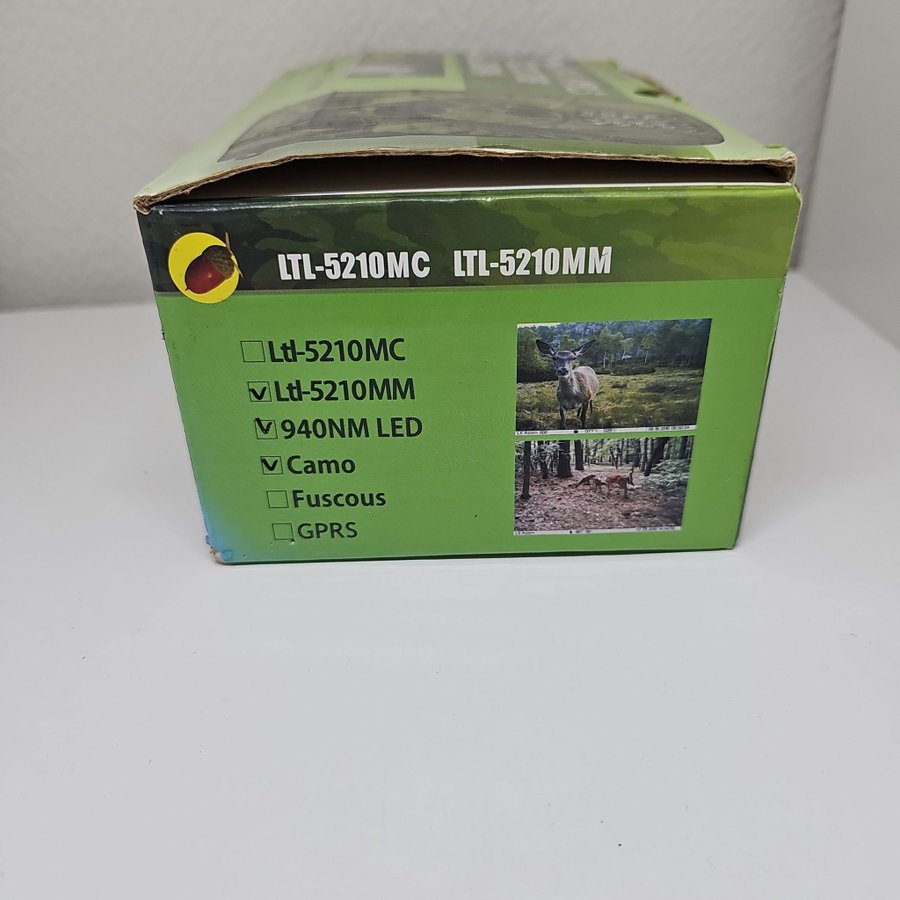 LTL-5210MC LTL-5210MM
Ltl-5210MC
Ltl-5210MM
940NM LED
Camo
Fuscous
GPRS